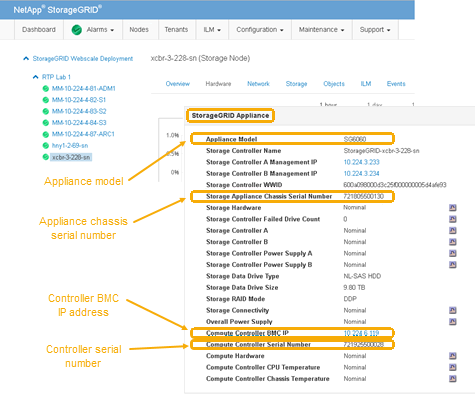 NetApp® StorageGRID®
Dashboard Alarms Nodes Tenants ILM Configuration Maintenance Support
StorageGRID Webscale Deployment
RTP Lab 1
MM-10-224-4-81-ADM1
MM-10-224-4-82-S1
MM-10-224-4-83-S2
MM-10-224-4-84-S3
MM-10-224-4-87-ARC1
hny1-2-69-sn
xcbr-3-228-sn
xcbr-3-228-sn (Storage Node)
Overview Hardware Network Storage Objects ILM Events
1 hour 1 day
1.0%
0.5%
0%
StorageGRID Appliance
Appliance Model SG6060
Storage Controller Name StorageGRID-xcbr-3-228-sn
Storage Controller A Management IP 10.224.3.233
Storage Controller B Management IP 10.224.3.234
Storage Controller WWID
Storage Appliance Chassis Serial Number 721805500130
Storage Hardware Nominal
Storage Controller Failed Drive Count 0
Storage Controller A Nominal
Storage Controller B Nominal
Storage Controller Power Supply A Nominal
Storage Controller Power Supply B Nominal
Storage Data Drive Type NL-SAS HDD
Storage Data Drive Size 9.80 TB
Storage RAID Mode DDP
Storage Connectivity Nominal
Overall Power Supply Nominal
Compute Controller BMC IP 10.224.6.119
Compute Controller Serial Number 721925500028
Compute Hardware Nominal
Compute Controller CPU Temperature Nominal
Compute Controller Chassis Temperature Nominal
Appliance model
Appliance chassis
serial number
Controller BMC
IP address
Controller serial
number